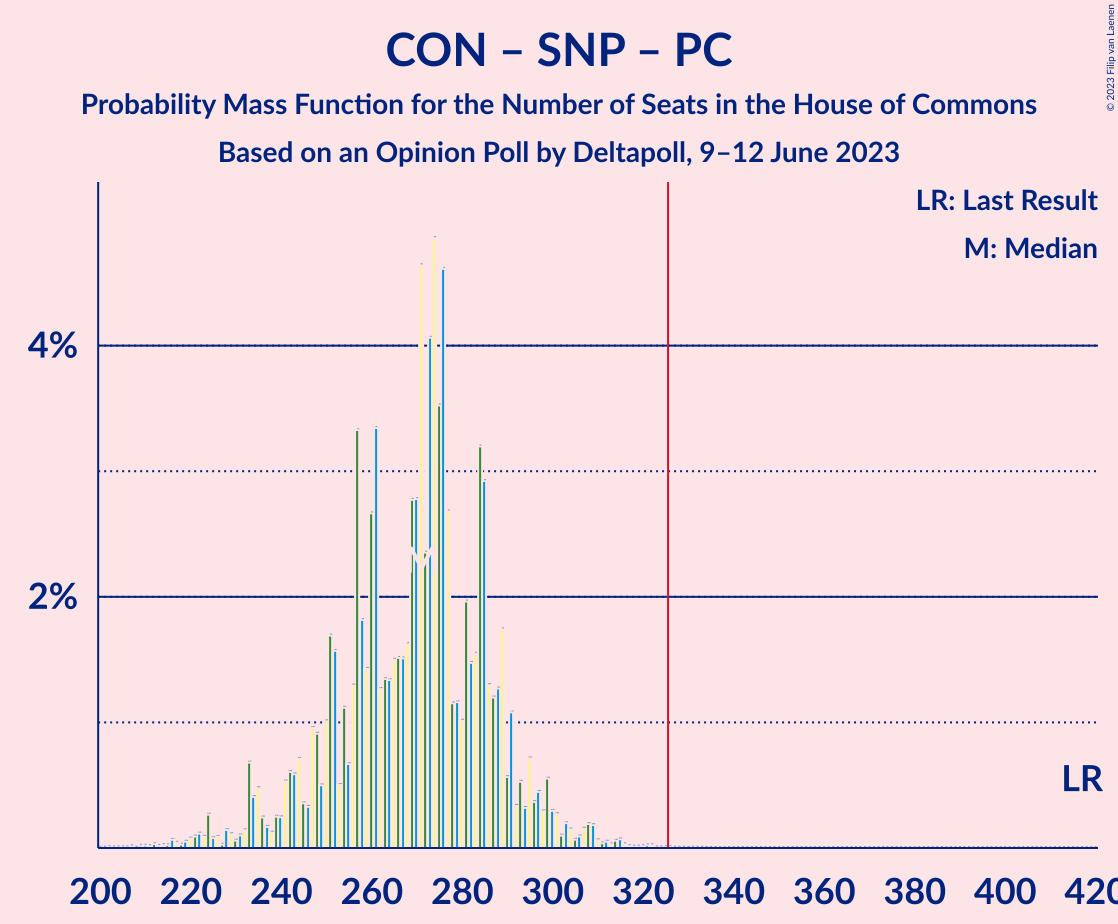 CON – SNP – PC
Probability Mass Function for the Number of Seats in the House of Commons
Based on an Opinion Poll by Deltapoll, 9–12 June 2023
© 2023 Filip van Laenen
LR: Last Result
M: Median
4%
2%
LR
200 220 240 260 280 300 320 340 360 380 400 420